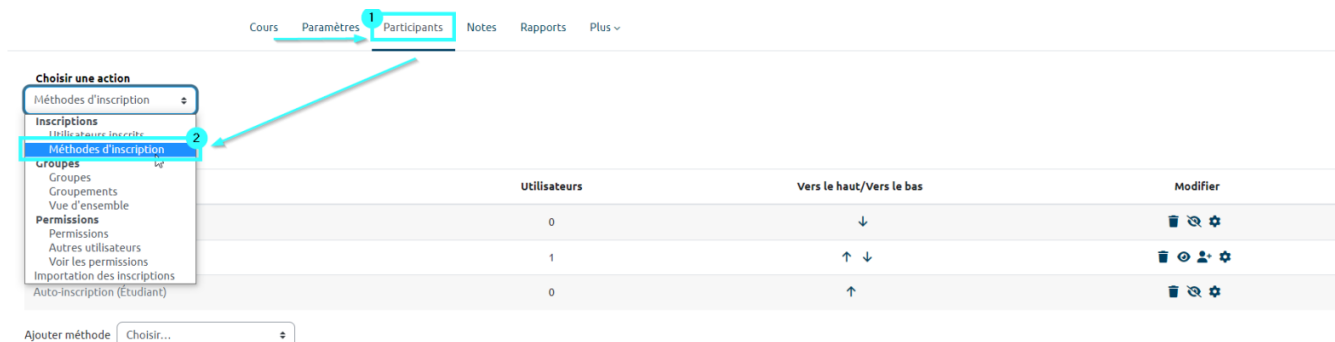 Cours Paramètres 1 Participants Notes Rapports Plus
Choisir une action
Méthodes d'inscription
Inscriptions
Utilisateurs inscrits
2
Méthodes d'inscription
Groupes
Groupes
Groupements
Vue d'ensemble
Permissions
Permissions
Autres utilisateurs
Voir les permissions
Importation des inscriptions
Utilisateurs Vers le haut/Vers le bas Modifier
0
1
Auto-inscription (Étudiant) 0
Ajouter méthode Choisir...